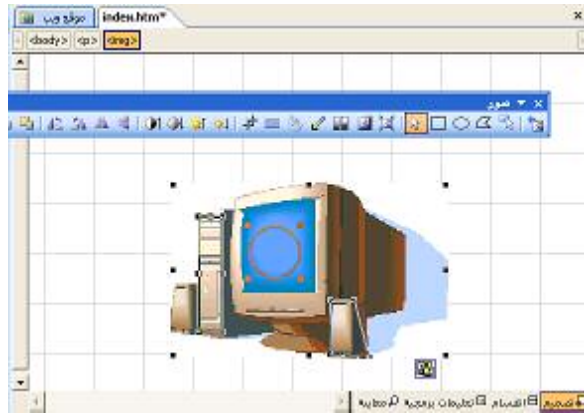 موقع ويب index.htm*
<body> <p> <img>
صور
تصميم انقسام تعليمات برمجية معاينة